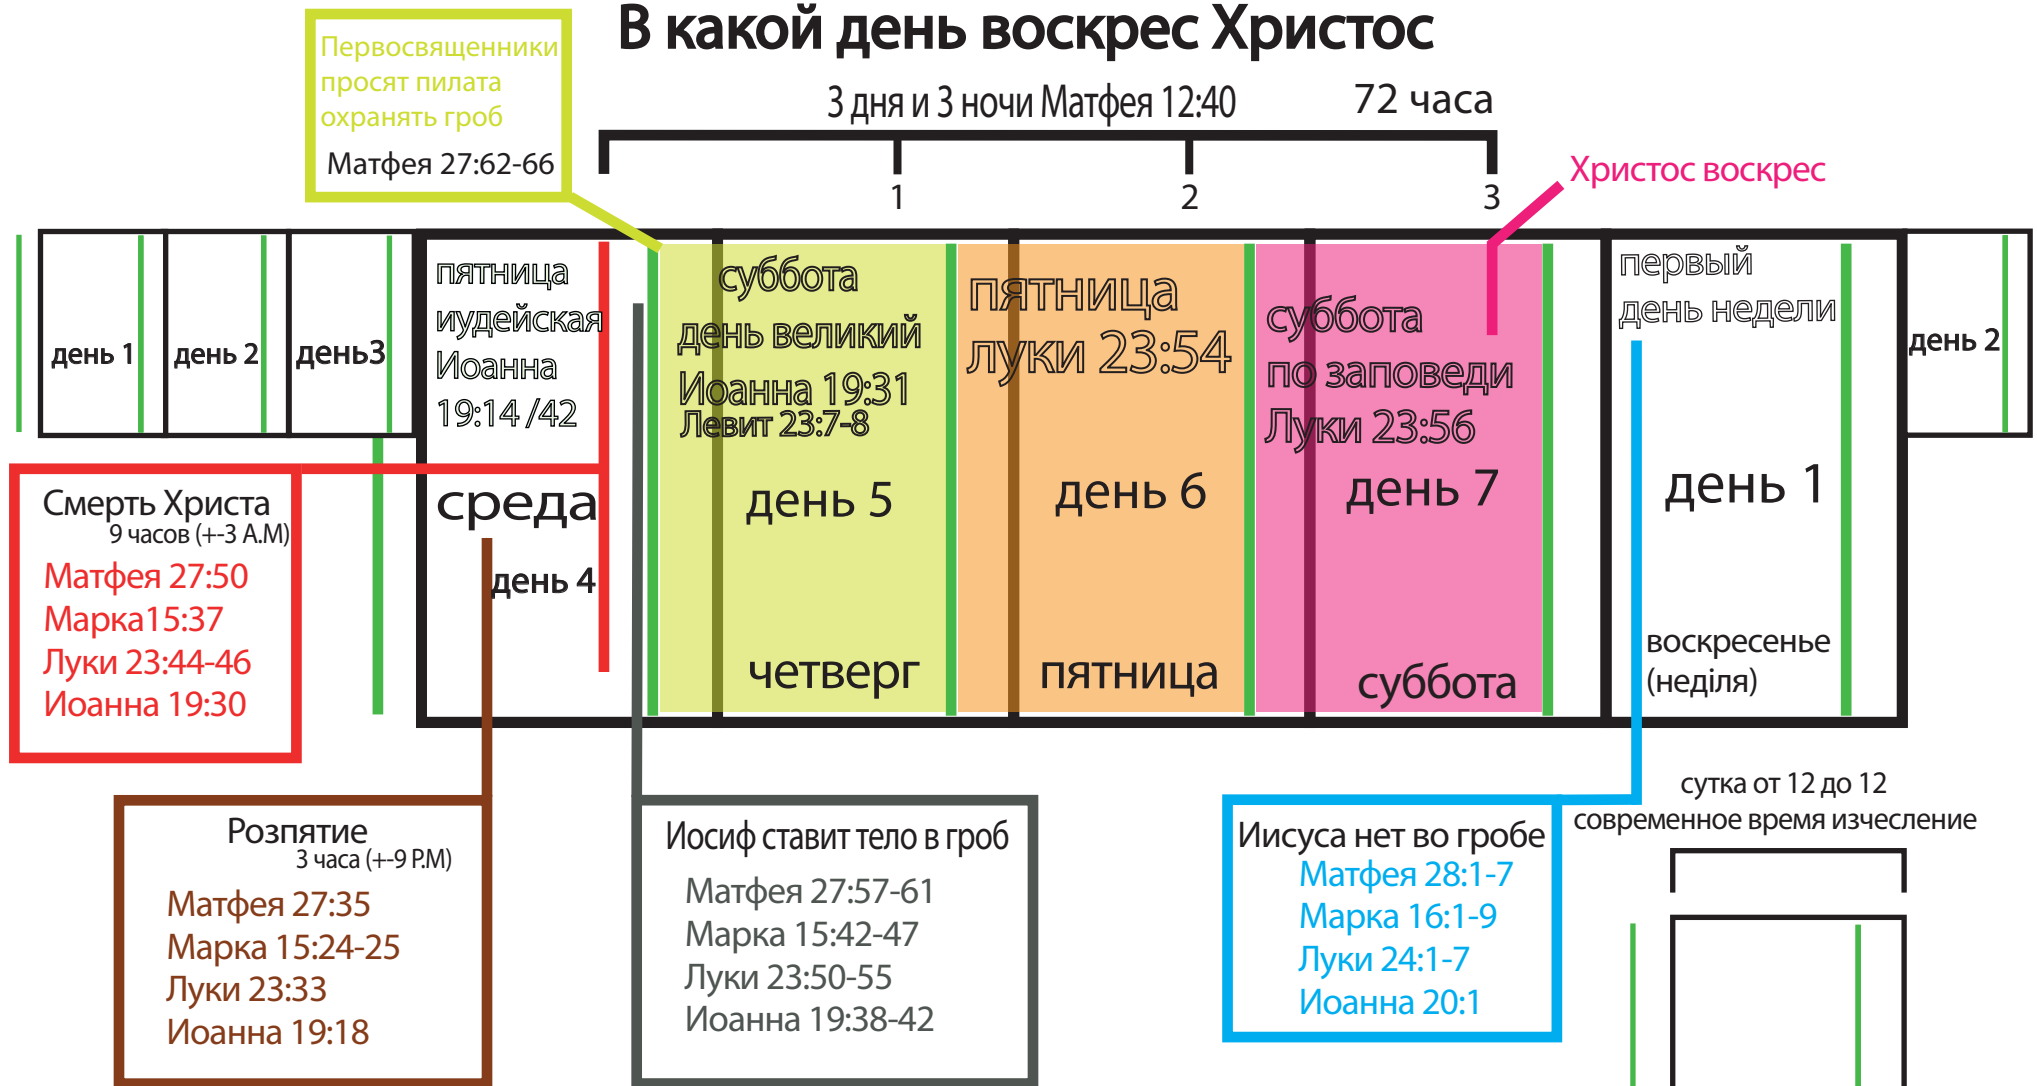 В какой день воскрес Христос
Первосвященники
просят пилата
охранять гроб
Матфея 27:62-66
3 дня и 3 ночи Матфея 12:40
72 часа
1
2
3
Христос воскрес
день 1
день 2
день3
пятница
иудейская
Иоанна
19:14 /42
среда
день 4
суббота
день великий
Иоанна 19:31
Левит 23:7-8
день 5
четверг
пятница
луки 23:54
день 6
пятница
суббота
по заповеди
Луки 23:56
день 7
суббота
первый
день недели
день 1
воскресенье
(неділя)
день 2
Смерть Христа
9 часов (+-3 A.M)
Матфея 27:50
Марка15:37
Луки 23:44-46
Иоанна 19:30
Розпятие
3 часа (+-9 P.M)
Матфея 27:35
Марка 15:24-25
Луки 23:33
Иоанна 19:18
Иосиф ставит тело в гроб
Матфея 27:57-61
Марка 15:42-47
Луки 23:50-55
Иоанна 19:38-42
Иисуса нет во гробе
Матфея 28:1-7
Марка 16:1-9
Луки 24:1-7
Иоанна 20:1
сутка от 12 до 12
современное время изчесление